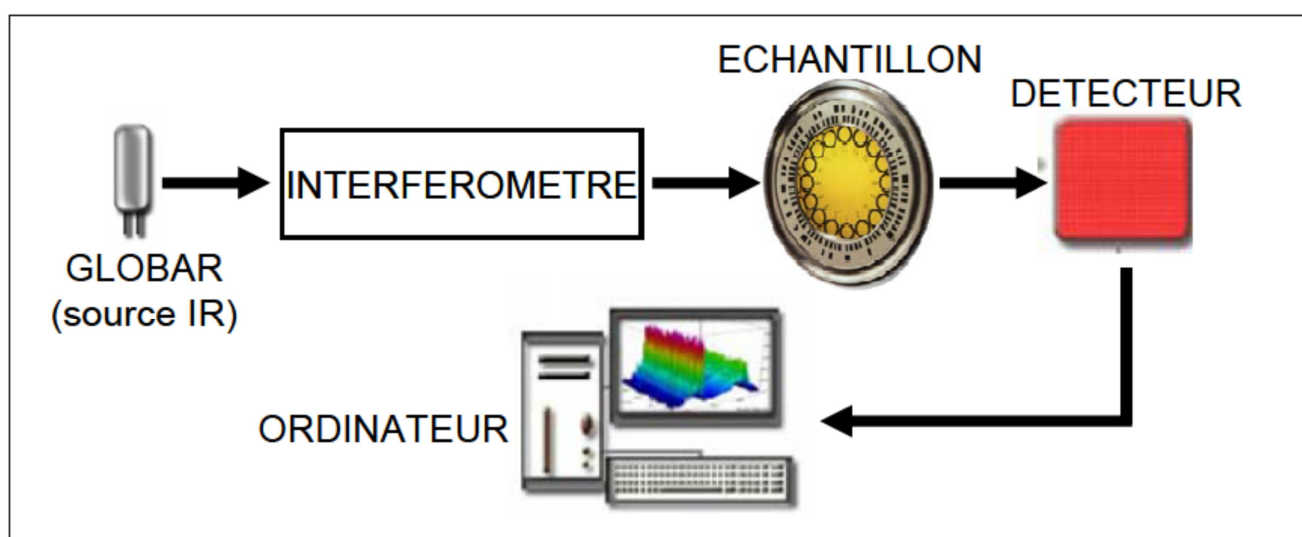 ECHANTILLON
DETECTEUR
INTERFEROMETRE
GLOBAR
(source IR)
ORDINATEUR